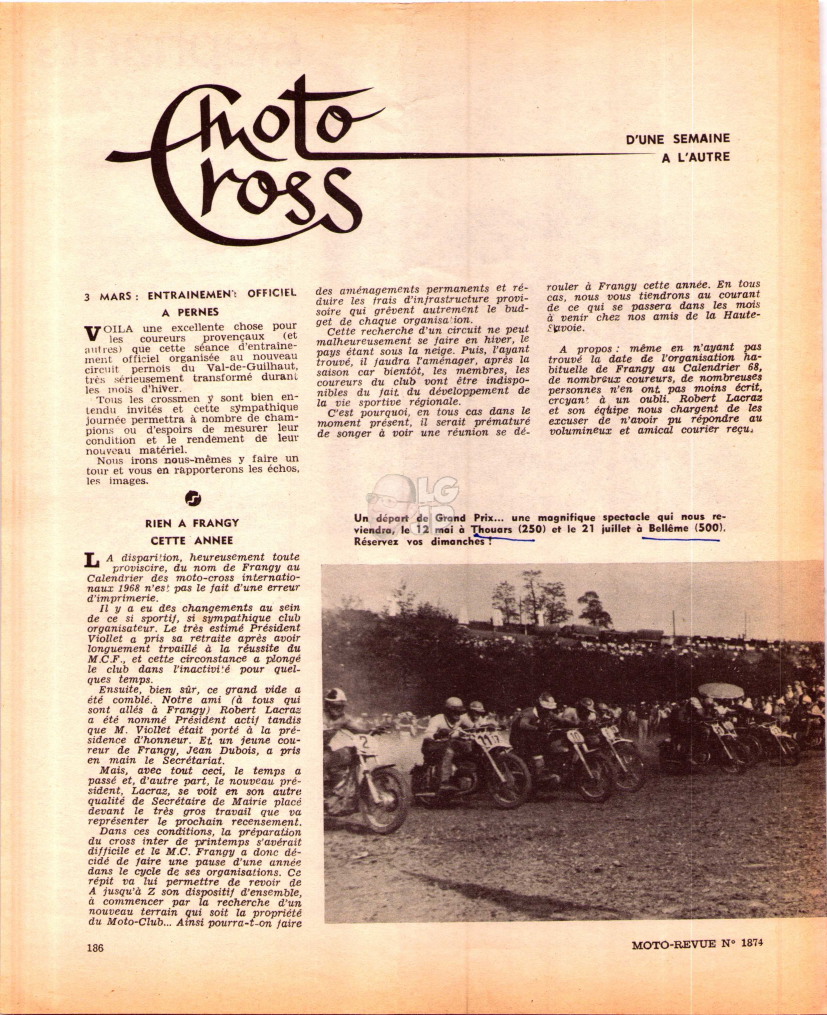 Moto
Cross
D'UNE SEMAINE
A L'AUTRE
3 MARS : ENTRAINEMENT OFFICIEL
A PERNES
VOILA une excellente chose pour
les coureurs provençaux (et
autres) que cette séance d'entraine-
ment officiel organisée au nouveau
circuit pernois du Val-de-Guilhaut,
très sérieusement transformé durant
les mois d'hiver.
Tous les crossmen y sont bien en-
tendu invités et cette sympathique
journée permettra à nombre de cham-
pions ou d'espoirs de mesurer leur
condition et le rendement de leur
nouveau matériel.
Nous irons nous-mêmes y faire un
tour et vous en rapporterons les échos,
les images.
RIEN A FRANGY
CETTE ANNEE
LA disparition, heureusement toute
provisoire, du nom de Frangy au
Calendrier des moto-cross internatio-
naux 1968 n'est pas le fait d'une erreur
d'imprimerie.
Il y a eu des changements au sein
de ce si sportif, si sympathique club
organisateur. Le très estimé Président
Viollet a pris sa retraite après avoir
longuement trvaillé à la réussite du
M.C.F., et cette circonstance a plongé
le club dans l'inactivité pour quel-
ques temps.
Ensuite, bien sûr, ce grand vide a
été comblé. Notre ami (à tous qui
sont allés à Frangy) Robert Lacraz
a été nommé Président actif tandis
que M. Viollet était porté à la pré-
sidence d'honneur. Et un jeune cou-
reur de Frangy, Jean Dubois, a pris
en main le Secrétariat.
Mais, avec tout ceci, le temps a
passé et, d'autre part, le nouveau pré-
sident, Lacraz, se voit en son autre
qualité de Secrétaire de Mairie placé
devant le très gros travail que va
représenter le prochain recensement.
Dans ces conditions, la préparation
du cross inter de printemps s'avérait
difficile et le M.C. Frangy a donc dé-
cidé de faire une pause d'une année
dans le cycle de ses organisations. Ce
répit va lui permettre de revoir de
A jusqu'à Z son dispositif d'ensemble,
à commencer par la recherche d'un
nouveau terrain qui soit la propriété
du Moto-Club... Ainsi pourra-t-on faire
des aménagements permanents et ré-
duire les frais d'infrastructure provi-
soire qui grèvent autrement le bud-
get de chaque organisation.
Cette recherche d'un circuit ne peut
malheureusement se faire en hiver, le
pays étant sous la neige. Puis, l'ayant
trouvé, il faudra l'aménager, après la
saison car bientôt, les membres, les
coureurs du club vont être indispo-
nibles du fait du développement de
la vie sportive régionale.
C'est pourquoi, en tous cas dans le
moment présent, il serait prématuré
de songer à voir une réunion se dé-
rouler à Frangy cette année. En tous
cas, nous vous tiendrons au courant
de ce qui se passera dans les mois
à venir chez nos amis de la Haute-
Savoie.
A propos : même en n'ayant pas
trouvé la date de l'organisation ha-
bituelle de Frangy au Calendrier 68,
de nombreux coureurs, de nombreuses
personnes n'en ont pas moins écrit,
croyant à un oubli. Robert Lacraz
et son équipe nous chargent de les
excuser de n'avoir pu répondre au
volumineux et amical courier reçu.
LG
Un départ de Grand Prix... une magnifique spectacle qui nous re-
viendra, le 12 mai à Thouars (250) et le 21 juillet à Bellême (500).
Réservez vos dimanches !
2
17
10
186
MOTO-REVUE N° 1874